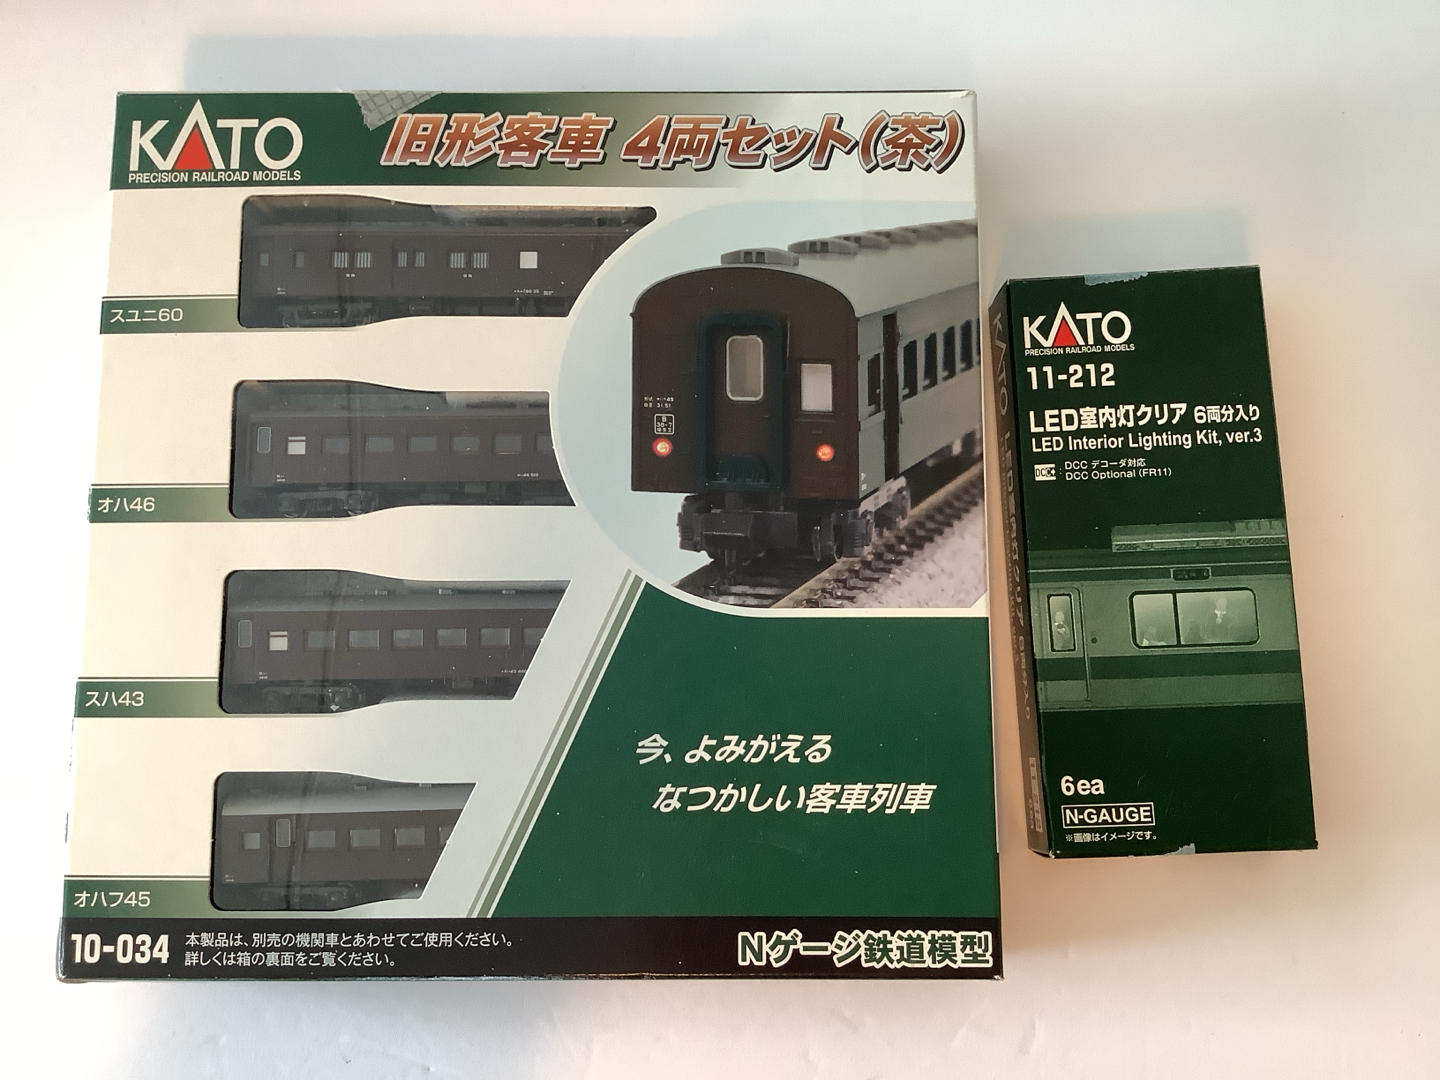 KATO
PRECISION RAILROAD MODELS
旧形客車 4両セット(茶)
スユニ60
オハ46
スハ43
オハフ45
今、よみがえる
なつかしい客車列車
10-034
本製品は、別売の機関車とあわせてご使用ください。
詳しくは箱の裏面をご覧ください。
Nゲージ鉄道模型
KATO
PRECISION RAILROAD MODELS
11-212
LED室内灯クリア 6両分入り
LED Interior Lighting Kit, ver.3
DCC デコーダ対応
DCC Optional (FR11)
6ea
N-GAUGE
※画像はイメージです。
KATO